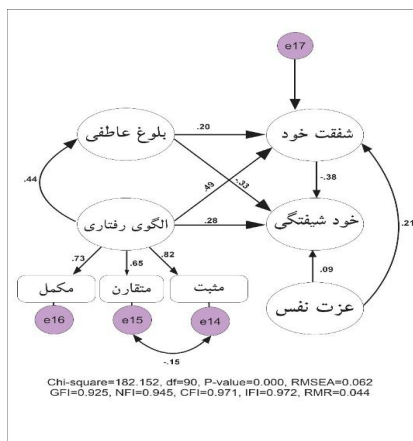 e17
بلوغ عاطفی
.20
شفقت خود
.44
.49
-.33
-.38
.21
الگوی رفتاری
.28
خود شیفتگی
.73
.65
.82
.09
مکمل
متقارن
مثبت
عزت نفس
e16
e15
e14
-.15
Chi-square=182.152, df=90, P-value=0.000, RMSEA=0.062
GFI=0.925, NFI=0.945, CFI=0.971, IFI=0.972, RMR=0.044